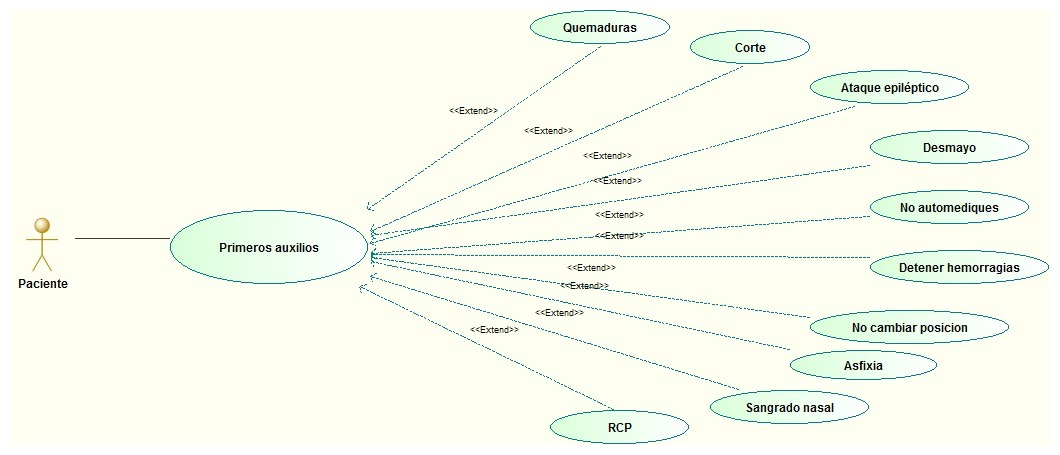 Quemaduras
Corte
Ataque epiléptico
<<Extend>>
<<Extend>>
Desmayo
<<Extend>>
<<Extend>>
No automediques
<<Extend>>
<<Extend>>
Primeros auxilios
Detener hemorragias
<<Extend>>
Paciente
<<Extend>>
<<Extend>>
No cambiar posicion
<<Extend>>
Asfixia
Sangrado nasal
RCP